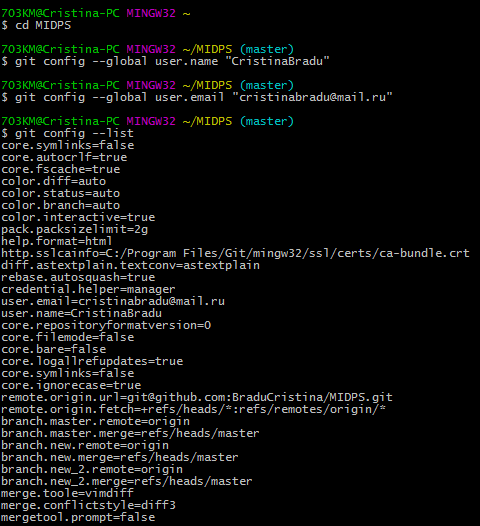 703KM@Cristina-PC MINGW32 ~
$ cd MIDPS
703KM@Cristina-PC MINGW32 ~/MIDPS (master)
$ git config --global user.name "CristinaBradu"
703KM@Cristina-PC MINGW32 ~/MIDPS (master)
$ git config --global user.email "cristinabradu@mail.ru"
703KM@Cristina-PC MINGW32 ~/MIDPS (master)
$ git config --list
core.symlinks=false
core.autocrlf=true
core.fscache=true
color.diff=auto
color.status=auto
color.branch=auto
color.interactive=true
pack.packsizelimit=2g
help.format=html
http.sslcainfo=C:/Program Files/Git/mingw32/ssl/certs/ca-bundle.crt
diff.astextplain.textconv=astextplain
rebase.autosquash=true
credential.helper=manager
user.email=cristinabradu@mail.ru
user.name=CristinaBradu
core.repositoryformatversion=0
core.filemode=false
core.bare=false
core.logallrefupdates=true
core.symlinks=false
core.ignorecase=true
remote.origin.url=git@github.com:BraduCristina/MIDPS.git
remote.origin.fetch=+refs/heads/*:refs/remotes/origin/*
branch.master.remote=origin
branch.master.merge=refs/heads/master
branch.new.remote=origin
branch.new.merge=refs/heads/master
branch.new_2.remote=origin
branch.new_2.merge=refs/heads/master
merge.toole=vimdiff
merge.conflictstyle=diff3
mergetool.prompt=false